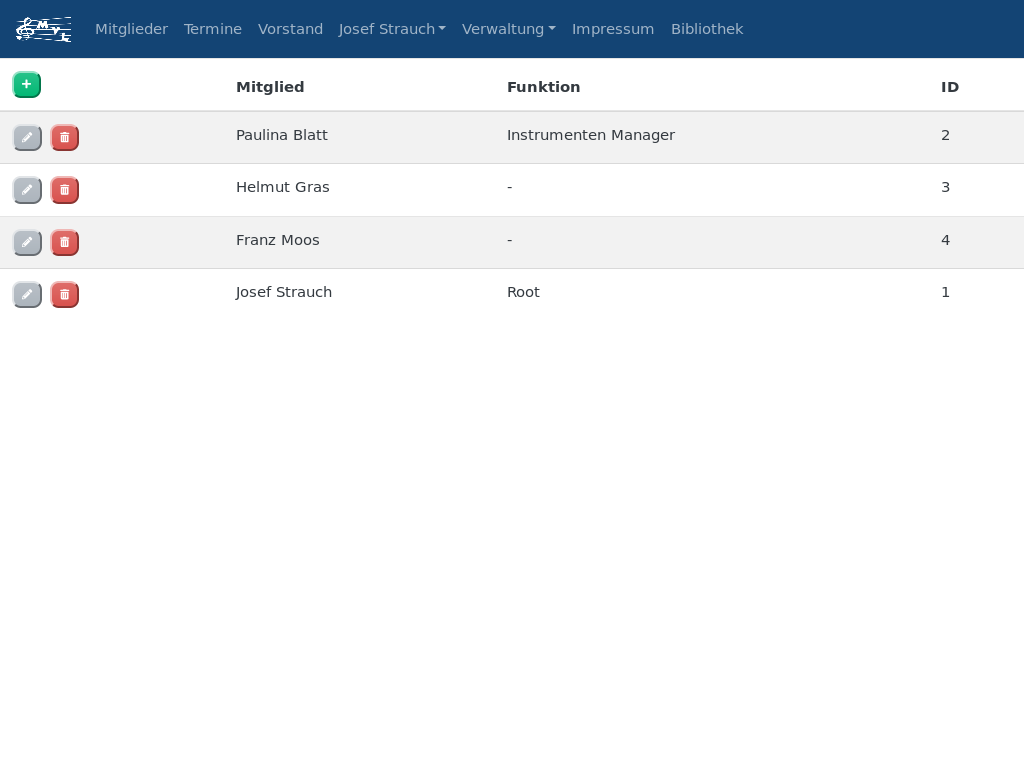 MVL Mitglieder Termine Vorstand Josef Strauch Verwaltung Impressum Bibliothek
+ Mitglied Funktion ID
Paulina Blatt Instrumenten Manager 2
Helmut Gras - 3
Franz Moos - 4
Josef Strauch Root 1